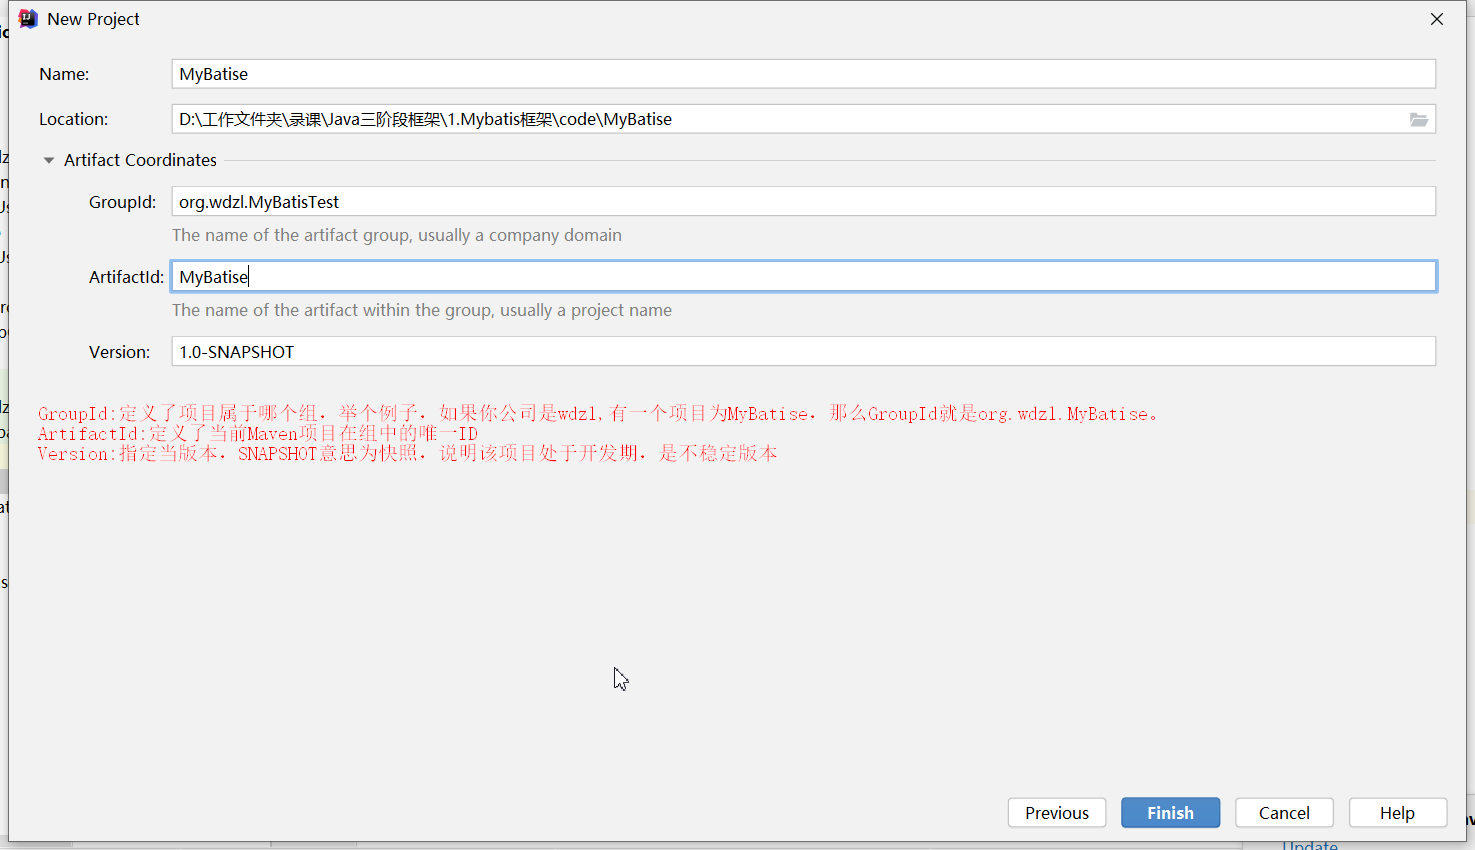 New Project
Name:
MyBatise
Location:
D:\工作文件夹\录课\Java三阶段框架\1.Mybatis框架\code\MyBatise
Artifact Coordinates
GroupId:
org.wdzl.MyBatisTest
The name of the artifact group, usually a company domain
ArtifactId:
MyBatise
The name of the artifact within the group, usually a project name
Version:
1.0-SNAPSHOT
GroupId:定义了项目属于哪个组，举个例子，如果你公司是wdzl,有一个项目为MyBatise，那么GroupId就是org.wdzl.MyBatise。
ArtifactId:定义了当前Maven项目在组中的唯一ID
Version:指定当版本，SNAPSHOT意思为快照，说明该项目处于开发期，是不稳定版本
Previous
Finish
Cancel
Help
Update